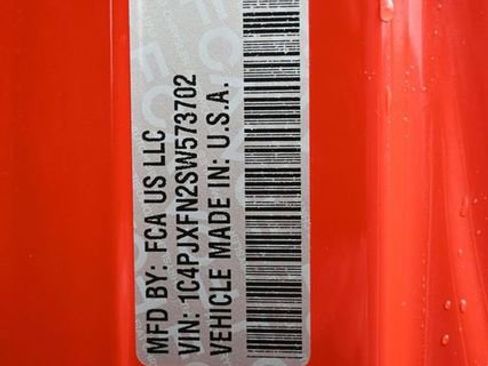 MFD BY: FCA US LLC
VIN: 1C4PJXFN2SW573702
VEHICLE MADE IN: U.S.A.